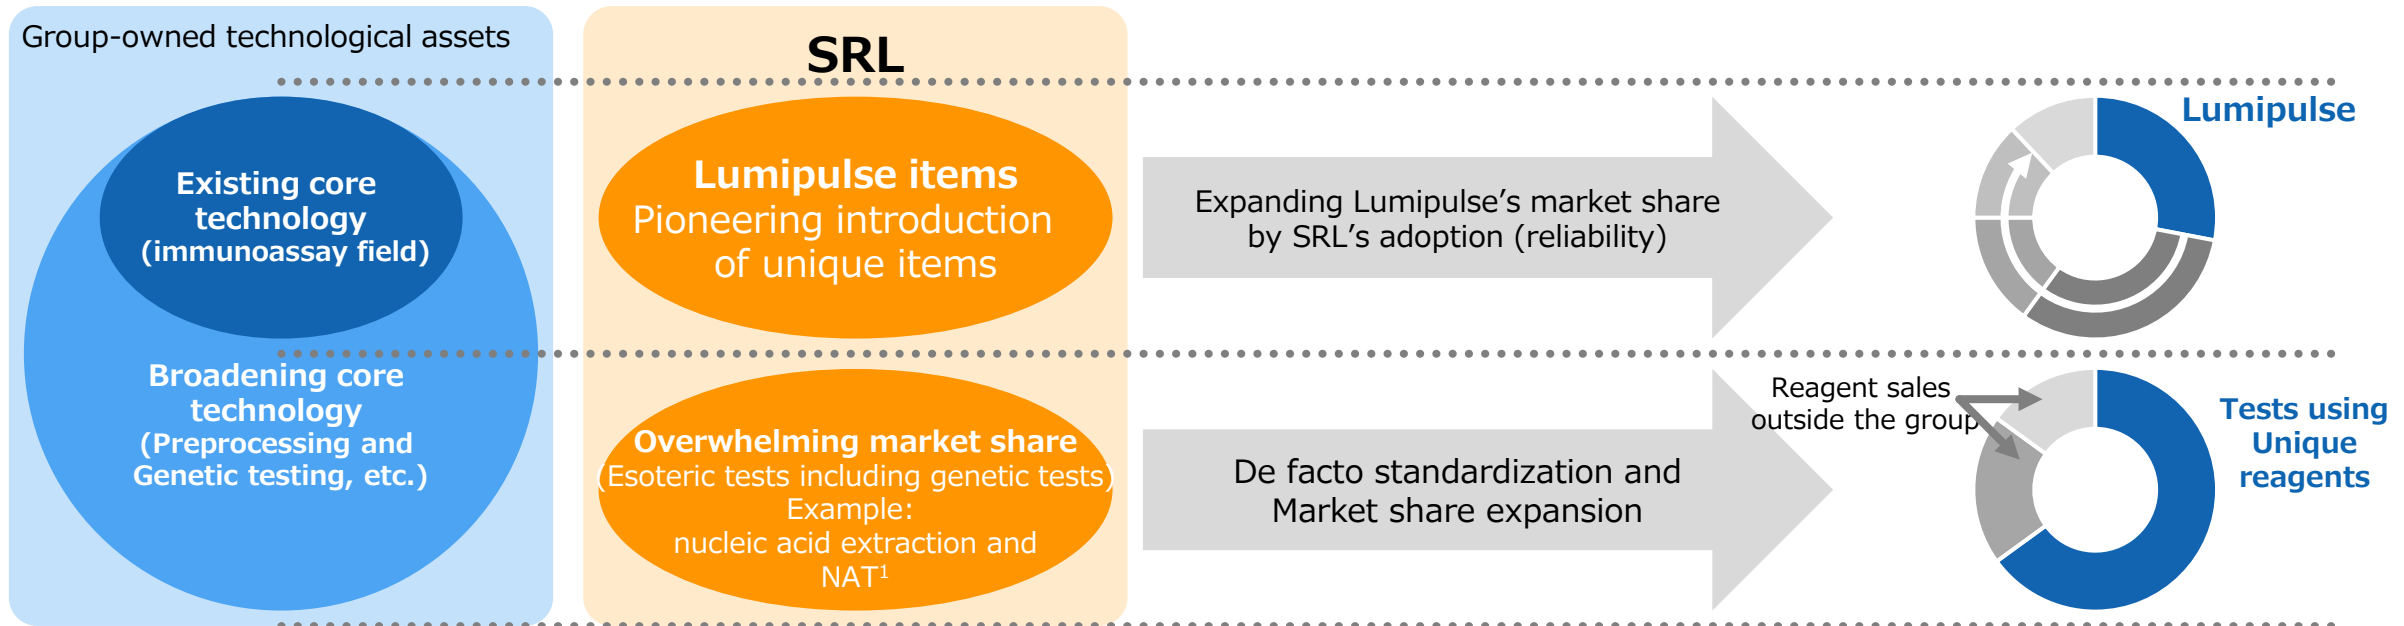 Group-owned technological assets
SRL
Existing core
technology
(immunoassay field)
Lumipulse items
Pioneering introduction
of unique items
Expanding Lumipulse’s market share
by SRL’s adoption (reliability)
Lumipulse
Broadening core
technology
(Preprocessing and
Genetic testing, etc.)
Overwhelming market share
(Esoteric tests including genetic tests)
Example:
nucleic acid extraction and
NAT¹
De facto standardization and
Market share expansion
Reagent sales
outside the group
Tests using
Unique
reagents